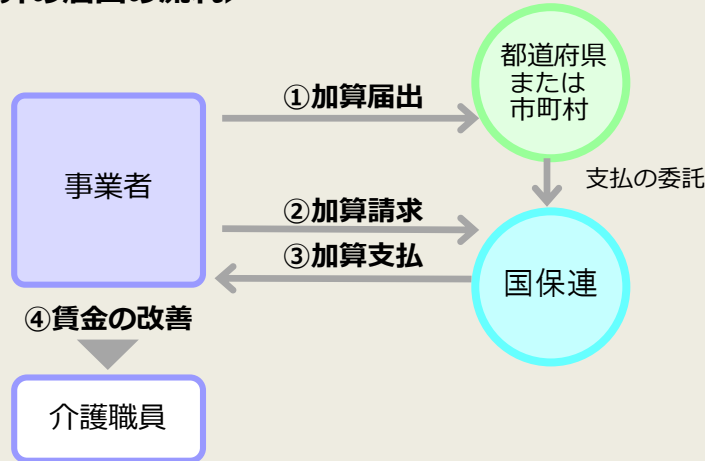 ①加算届出
都道府県
または
市町村
事業者
支払の委託
②加算請求
③加算支払
国保連
④賃金の改善
介護職員